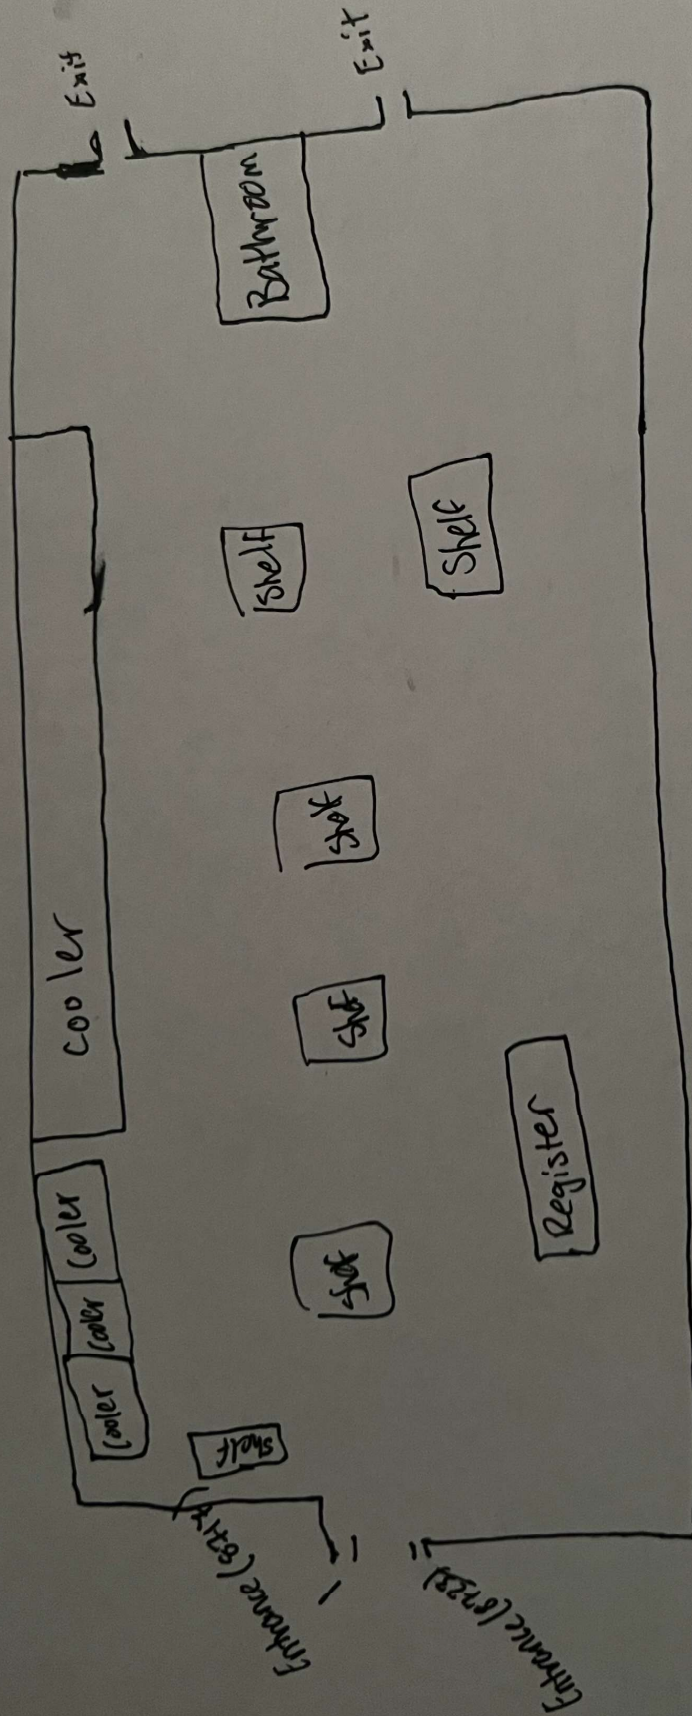 Exit
Exit
Bathroom
Shelf
Shelf
Shelf
cooler
Shelf
Register
cooler
cooler
cooler
Shelf
Shelf
Entrance
Entrance